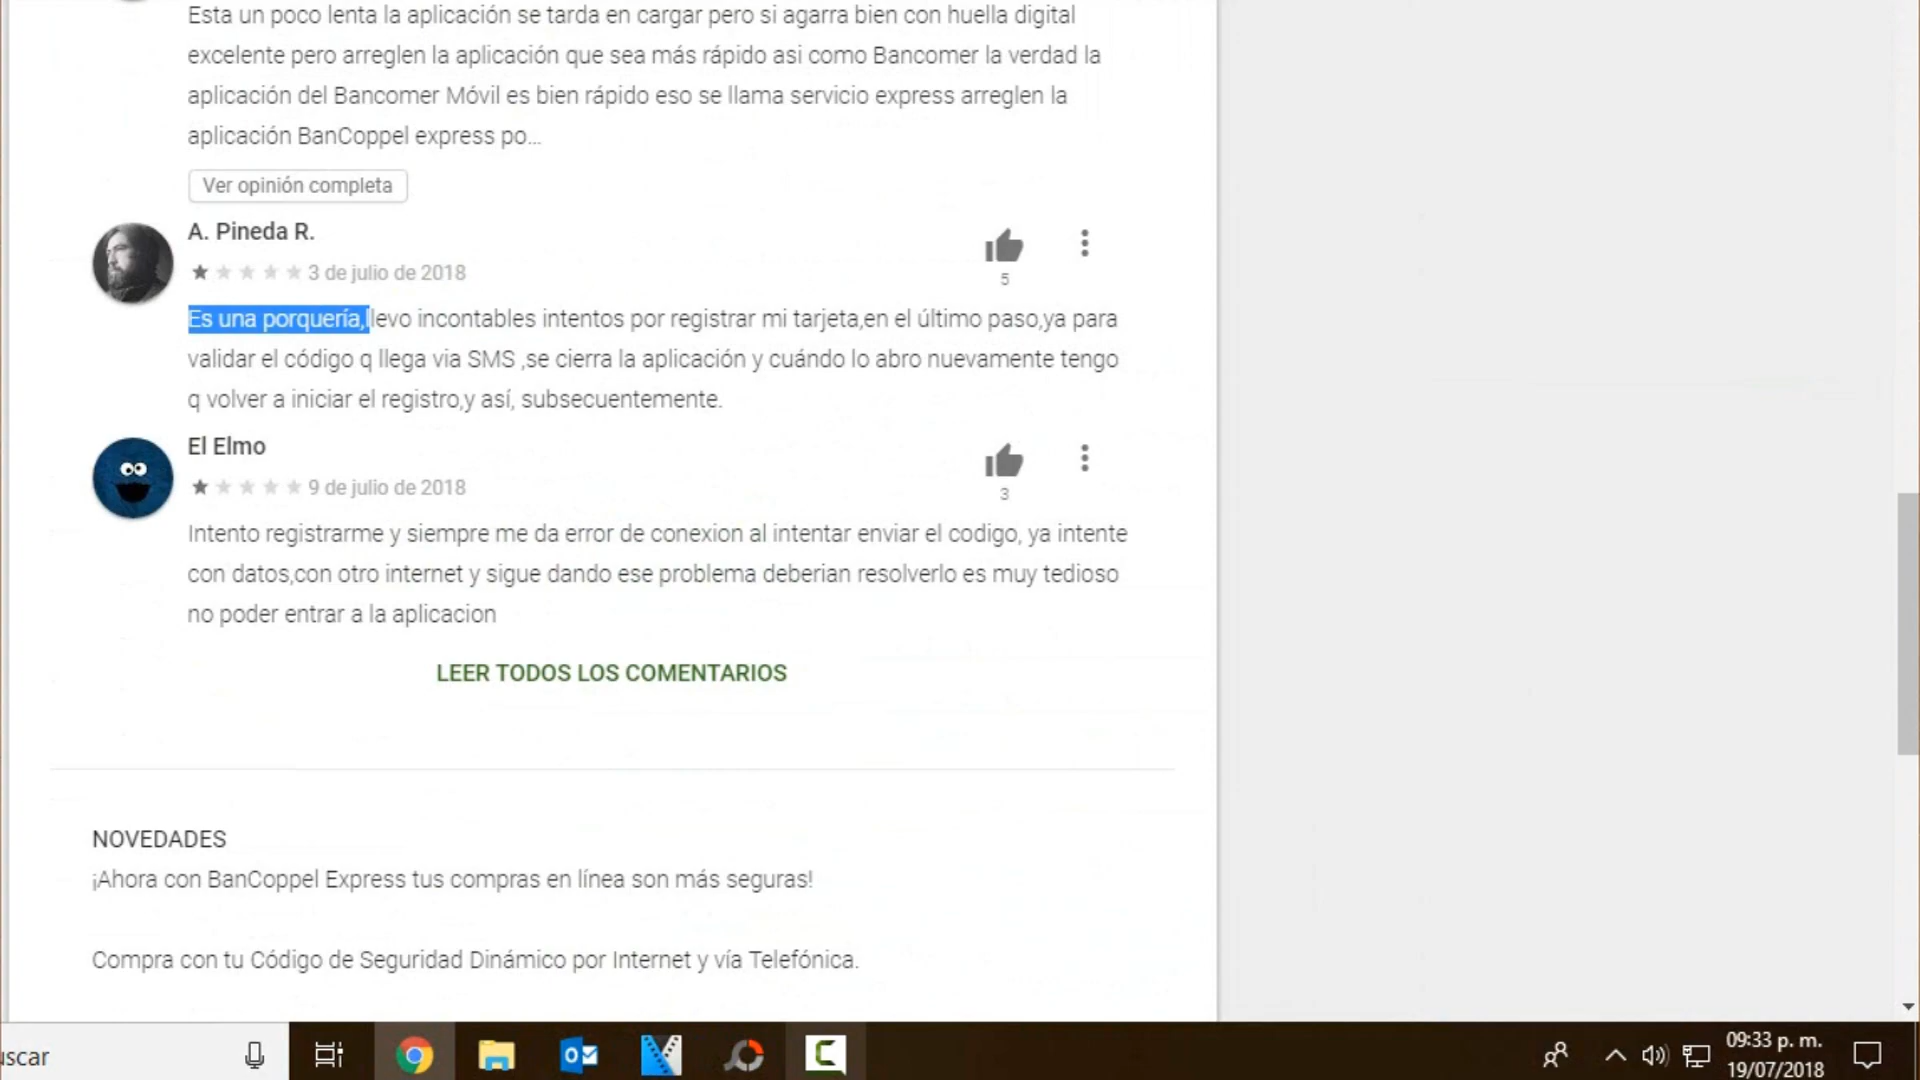 Esta un poco lenta la aplicación se tarda en cargar pero si agarra bien con huella digital
excelente pero arreglen la aplicación que sea más rápido asi como Bancomer la verdad la
aplicación del Bancomer Móvil es bien rápido eso se llama servicio express arreglen la
aplicación BanCoppel express po...
Ver opinión completa
A. Pineda R.
3 de julio de 2018
5
Es una porquería,llevo incontables intentos por registrar mi tarjeta,en el último paso,ya para
validar el código q llega via SMS ,se cierra la aplicación y cuándo lo abro nuevamente tengo
q volver a iniciar el registro,y así, subsecuentemente.
El Elmo
9 de julio de 2018
3
Intento registrarme y siempre me da error de conexion al intentar enviar el codigo, ya intente
con datos,con otro internet y sigue dando ese problema deberian resolverlo es muy tedioso
no poder entrar a la aplicacion
LEER TODOS LOS COMENTARIOS
NOVEDADES
¡Ahora con BanCoppel Express tus compras en línea son más seguras!
Compra con tu Código de Seguridad Dinámico por Internet y vía Telefónica.
uscar
09:33 p. m.
19/07/2018